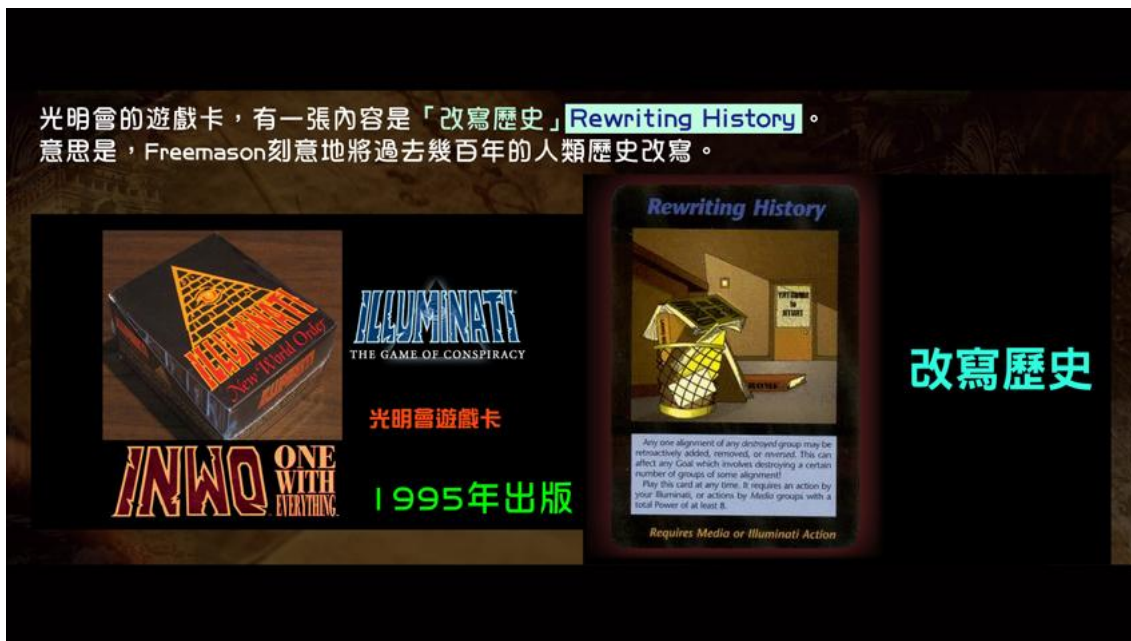 光明會的遊戲卡,有一張內容是「改寫歷史」Rewriting History。
意思是,Freemason刻意地將過去幾百年的人類歷史改寫。
ILLUMINATI
New World Order
ILLUMINATI
ILLUMINATI
THE GAME OF CONSPIRACY
光明會遊戲卡
INWO
ONE
WITH
EVERYTHING
1995年出版
Rewriting History
ROME
Any one alignment of any destroyed group may be
retroactively added, removed, or reversed. This can
affect any Goal which involves destroying a certain
number of groups of some alignment!
Play this card at any time. It requires an action by
your Illuminati, or actions by Media groups with a
total Power of at least 8.
Requires Media or Illuminati Action
改寫歷史